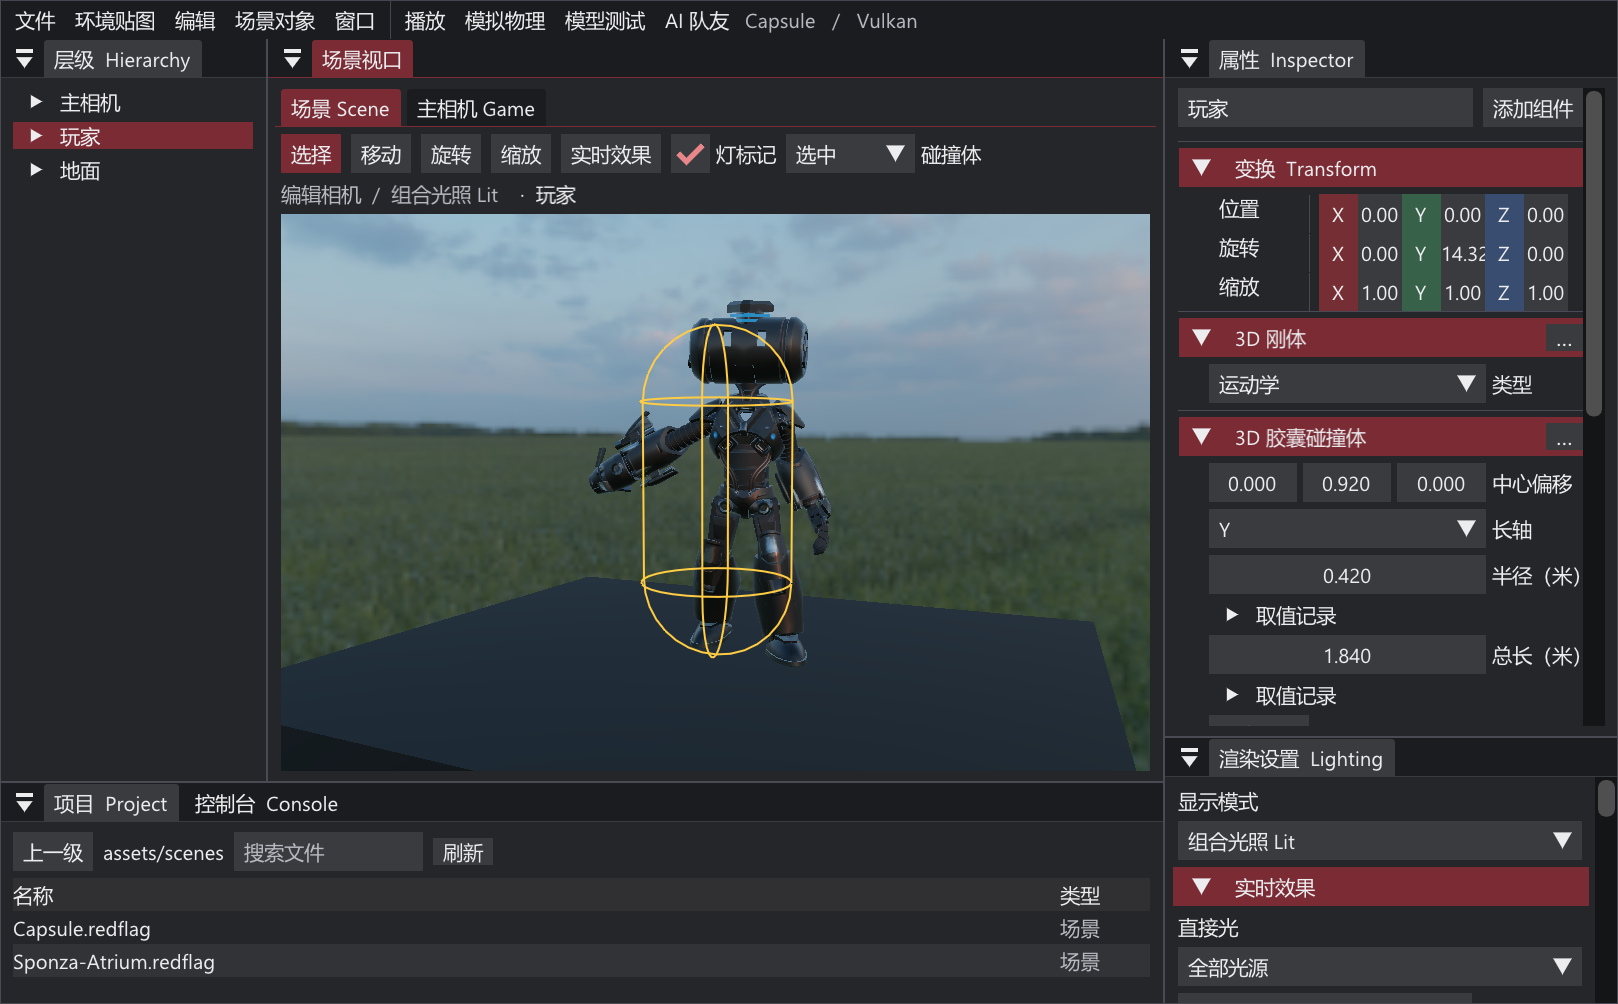 文件 环境贴图 编辑 场景对象 窗口 播放 模拟物理 模型测试 AI 队友 Capsule / Vulkan
层级 Hierarchy
主相机
玩家
地面
场景视口
场景 Scene 主相机 Game
选择 移动 旋转 缩放 实时效果 灯标记 选中 碰撞体
编辑相机 / 组合光照 Lit · 玩家
属性 Inspector
玩家 添加组件
变换 Transform
位置 X 0.00 Y 0.00 Z 0.00
旋转 X 0.00 Y 14.32 Z 0.00
缩放 X 1.00 Y 1.00 Z 1.00
3D 刚体 ...
运动学 类型
3D 胶囊碰撞体 ...
0.000 0.920 0.000 中心偏移
Y 长轴
0.420 半径 (米)
取值记录
1.840 总长 (米)
取值记录
渲染设置 Lighting
显示模式
组合光照 Lit
实时效果
直接光
全部光源
项目 Project 控制台 Console
上一级 assets/scenes 搜索文件 刷新
名称 类型
Capsule.redflag 场景
Sponza-Atrium.redflag 场景